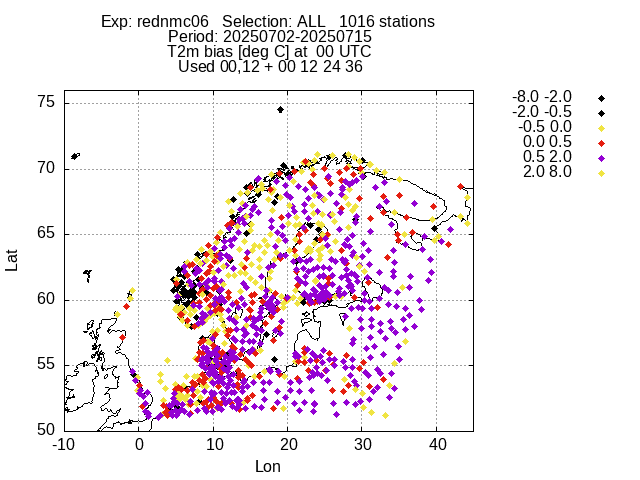 Exp: rednmc06 Selection: ALL 1016 stations
Period: 20250702-20250715
T2m bias [deg C] at 00 UTC
Used 00,12 + 00 12 24 36
-8.0 -2.0
-2.0 -0.5
-0.5 0.0
0.0 0.5
0.5 2.0
2.0 8.0
75
70
65
60
55
50
Lat
-10 0 10 20 30 40
Lon